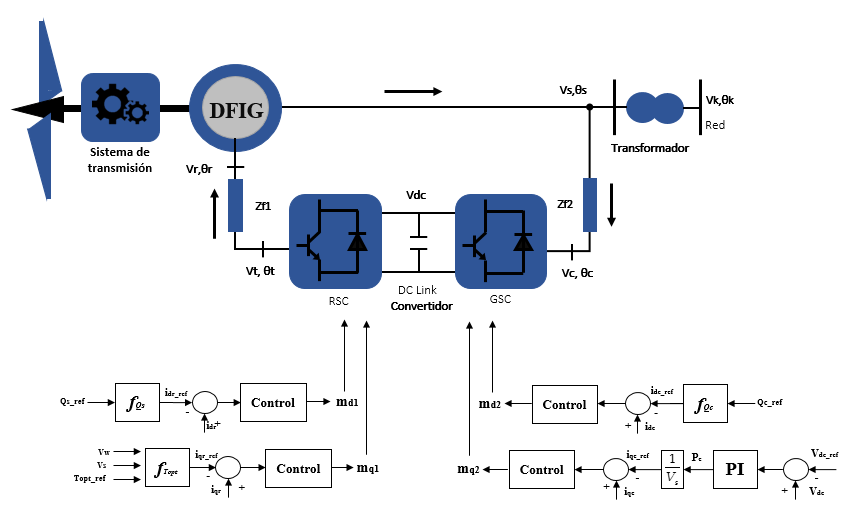 DFIG
Vs,θs
Vk,θk
Red
Transformador
Sistema de
transmisión
Vr,θr
Zf1
Vdc
Zf2
Vt, θt
Vc, θc
RSC
DC Link
Convertidor
GSC
Qs_ref
fQs
idr_ref
-
idr
+
Control
md1
Vw
Vs
Topt_ref
fTopt
iqr_ref
-
iqr
+
Control
mq1
md2
Control
idc_ref
-
+
idc
fQc
Qc_ref
mq2
Control
iqc_ref
-
+
iqc
1
Vs
Pc
PI
Vdc_ref
-
+
Vdc